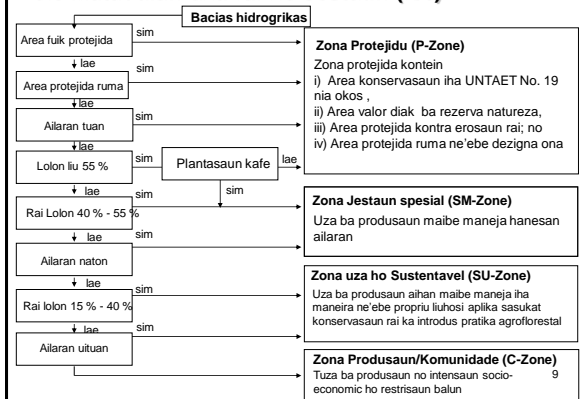 Bacias hidrogrikas
Area fuik protejida
sim
lae
Area protejida ruma
sim
lae
Ailaran tuan
sim
lae
Lolon liu 55 %
sim
Plantasaun kafe
lae
sim
lae
Rai Lolon 40 % - 55 %
sim
lae
Ailaran naton
sim
lae
Rai lolon 15 % - 40 %
sim
lae
Ailaran uituan
sim
lae
Zona Protejidu (P-Zone)
Zona protejida kontein
i) Area konservasaun iha UNTAET No. 19
nia okos ,
ii) Area valor diak ba rezerva natureza,
iii) Area protejida kontra erosaun rai; no
iv) Area protejida ruma ne'ebe dezigna ona
Zona Jestaun spesial (SM-Zone)
Uza ba produsaun maibe maneja hanesan
ailaran
Zona uza ho Sustentavel (SU-Zone)
Uza ba produsaun aihan maibe maneja iha
maneira ne'ebe propriu liuhosi aplika sasukat
konservasaun rai ka introdus pratika agroflorestal
Zona Produsaun/Komunidade (C-Zone)
Tuza ba produsaun no intensaun socio-
economic ho restrisaun balun
9